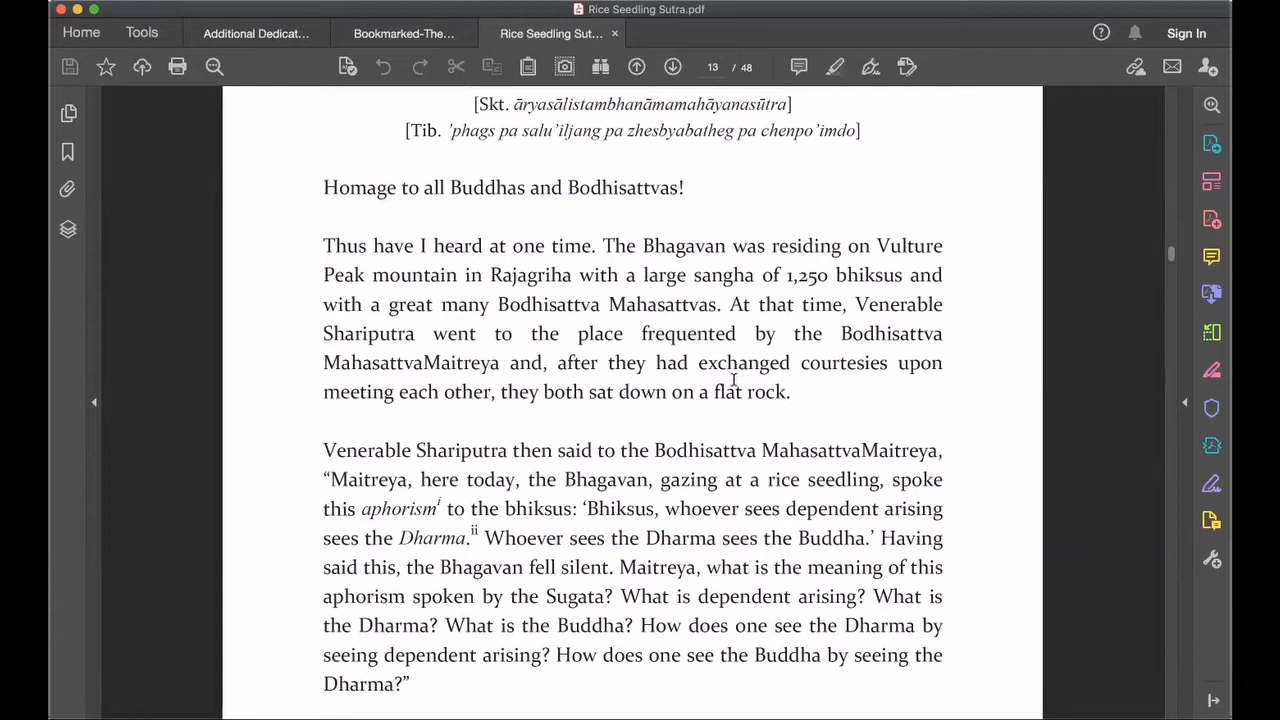 Rice Seedling Sutra.pdf
Home Tools Additional Dedicat... Bookmarked-The... Rice Seedling Sut... × Sign In
13 / 48
[Skt. āryasālistambhanāmamahāyanasūtra]
[Tib. ’phags pa salu’iljang pa zhesbyabatheg pa chenpo’imdo]
Homage to all Buddhas and Bodhisattvas!
Thus have I heard at one time. The Bhagavan was residing on Vulture
Peak mountain in Rajagriha with a large sangha of 1,250 bhiksus and
with a great many Bodhisattva Mahasattvas. At that time, Venerable
Shariputra went to the place frequented by the Bodhisattva
MahasattvaMaitreya and, after they had exchanged courtesies upon
meeting each other, they both sat down on a flat rock.
Venerable Shariputra then said to the Bodhisattva MahasattvaMaitreya,
“Maitreya, here today, the Bhagavan, gazing at a rice seedling, spoke
this aphorismⁱ to the bhiksus: ‘Bhiksus, whoever sees dependent arising
sees the Dharma.ⁱⁱ Whoever sees the Dharma sees the Buddha.’ Having
said this, the Bhagavan fell silent. Maitreya, what is the meaning of this
aphorism spoken by the Sugata? What is dependent arising? What is
the Dharma? What is the Buddha? How does one see the Dharma by
seeing dependent arising? How does one see the Buddha by seeing the
Dharma?”